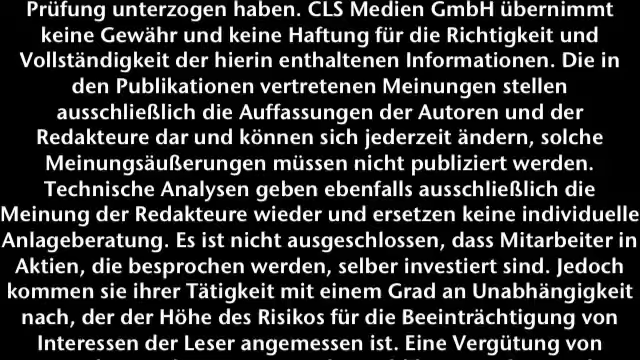 Prüfung unterzogen haben. CLS Medien GmbH übernimmt
keine Gewähr und keine Haftung für die Richtigkeit und
Vollständigkeit der hierin enthaltenen Informationen. Die in
den Publikationen vertretenen Meinungen stellen
ausschließlich die Auffassungen der Autoren und der
Redakteure dar und können sich jederzeit ändern, solche
Meinungsäußerungen müssen nicht publiziert werden.
Technische Analysen geben ebenfalls ausschließlich die
Meinung der Redakteure wieder und ersetzen keine individuelle
Anlageberatung. Es ist nicht ausgeschlossen, dass Mitarbeiter in
Aktien, die besprochen werden, selber investiert sind. Jedoch
kommen sie ihrer Tätigkeit mit einem Grad an Unabhängigkeit
nach, der der Höhe des Risikos für die Beeinträchtigung von
Interessen der Leser angemessen ist. Eine Vergütung von